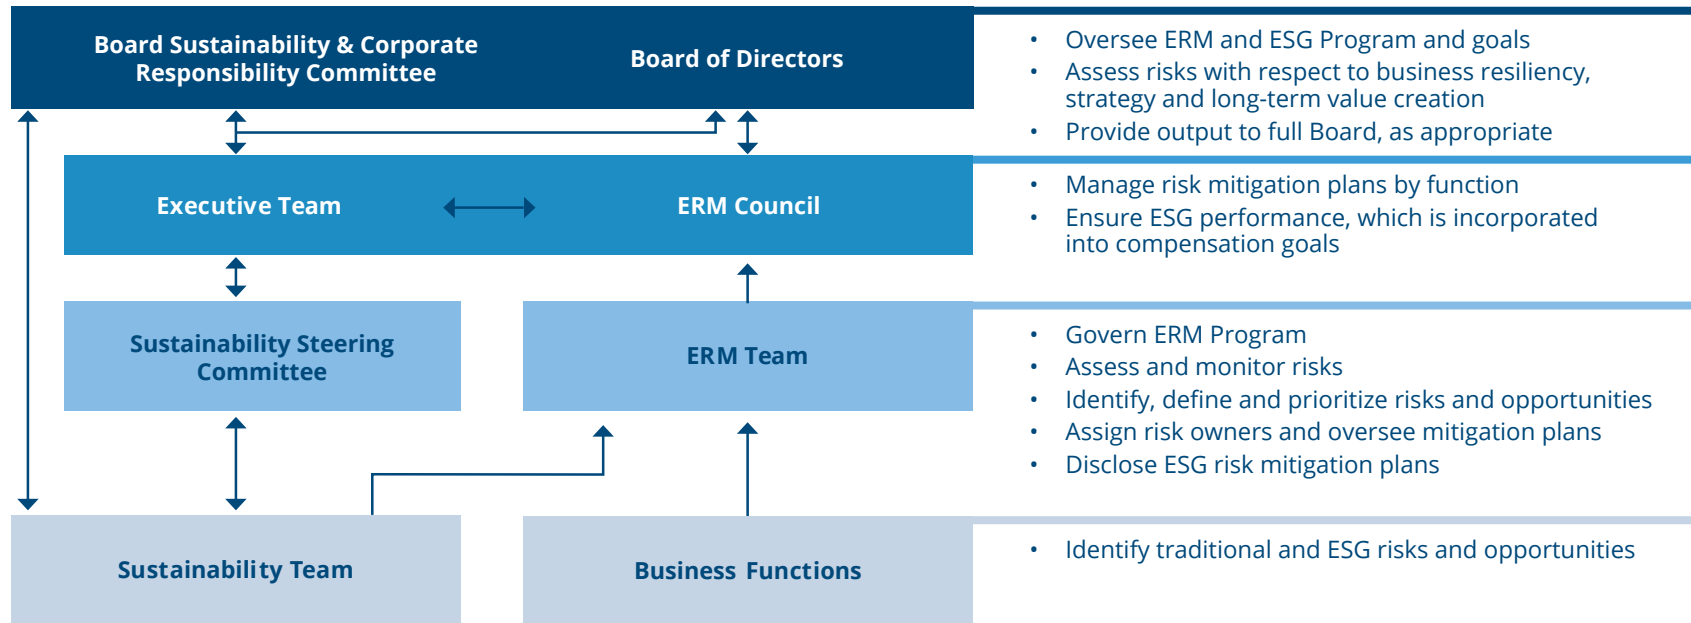 Board Sustainability & Corporate
Responsibility Committee
Board of Directors
• Oversee ERM and ESG Program and goals
• Assess risks with respect to business resiliency,
strategy and long-term value creation
• Provide output to full Board, as appropriate
Executive Team
ERM Council
• Manage risk mitigation plans by function
• Ensure ESG performance, which is incorporated
into compensation goals
Sustainability Steering
Committee
ERM Team
• Govern ERM Program
• Assess and monitor risks
• Identify, define and prioritize risks and opportunities
• Assign risk owners and oversee mitigation plans
• Disclose ESG risk mitigation plans
Sustainability Team
Business Functions
• Identify traditional and ESG risks and opportunities